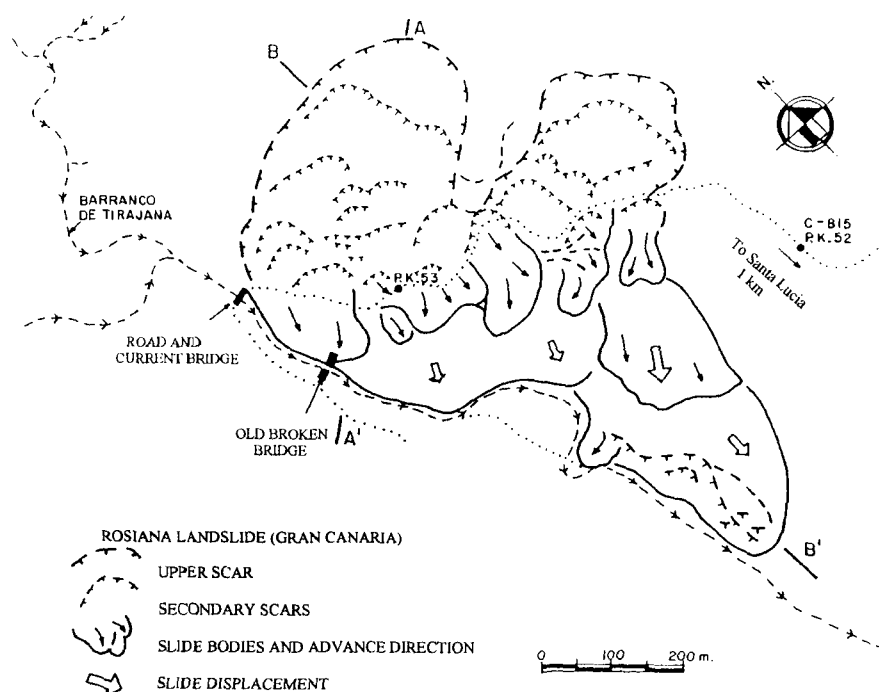 A
B
N.
BARRANCO
DE TIRAJANA
C-815
P.K. 52
P.K. 53
To Santa Lucia
1 km
ROAD AND
CURRENT BRIDGE
OLD BROKEN
BRIDGE
A'
B'
ROSIANA LANDSLIDE (GRAN CANARIA)
UPPER SCAR
SECONDARY SCARS
SLIDE BODIES AND ADVANCE DIRECTION
SLIDE DISPLACEMENT
0 100 200 m.